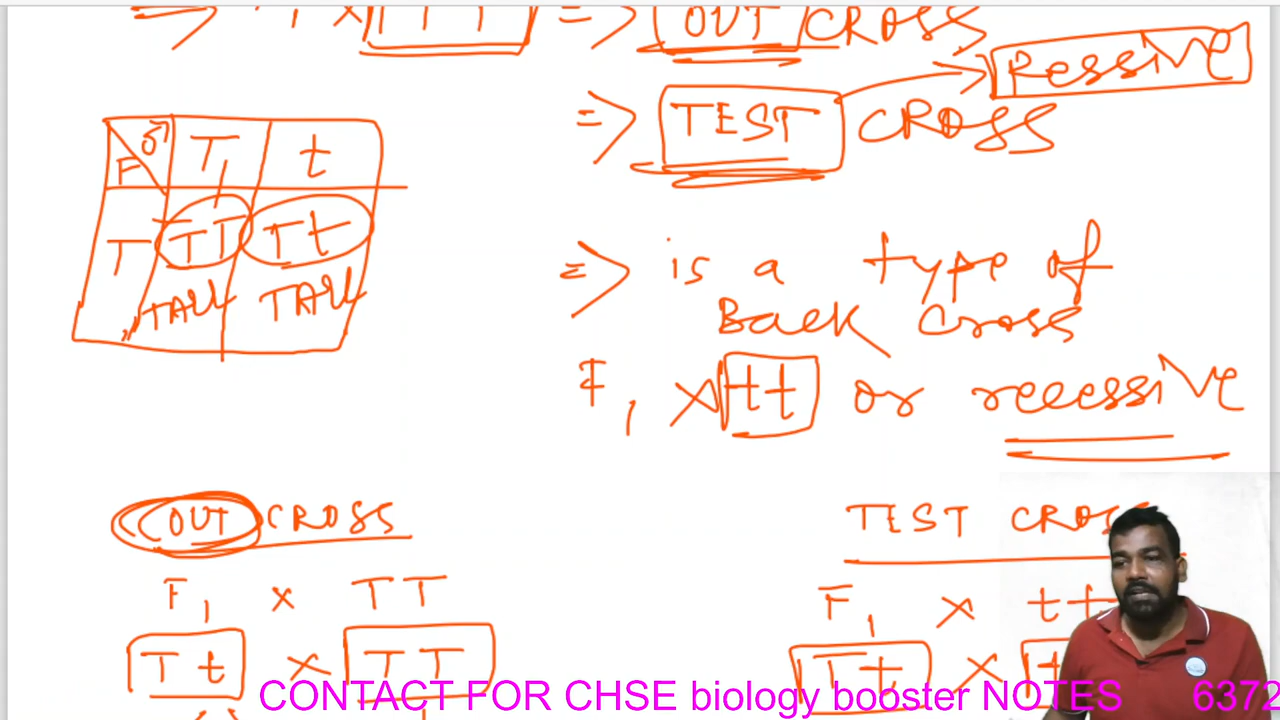 => OUT CROSS
=> TEST CROSS
Ressive
♂ T t
F
T TT Tt
TALL TALL
=> is a type of
Back cross
F1 × tt or recessive
OUT CROSS
TEST CROSS
F1 × TT
F1 × tt
Tt × TT
Tt ×
CONTACT FOR CHSE biology booster NOTES 6372